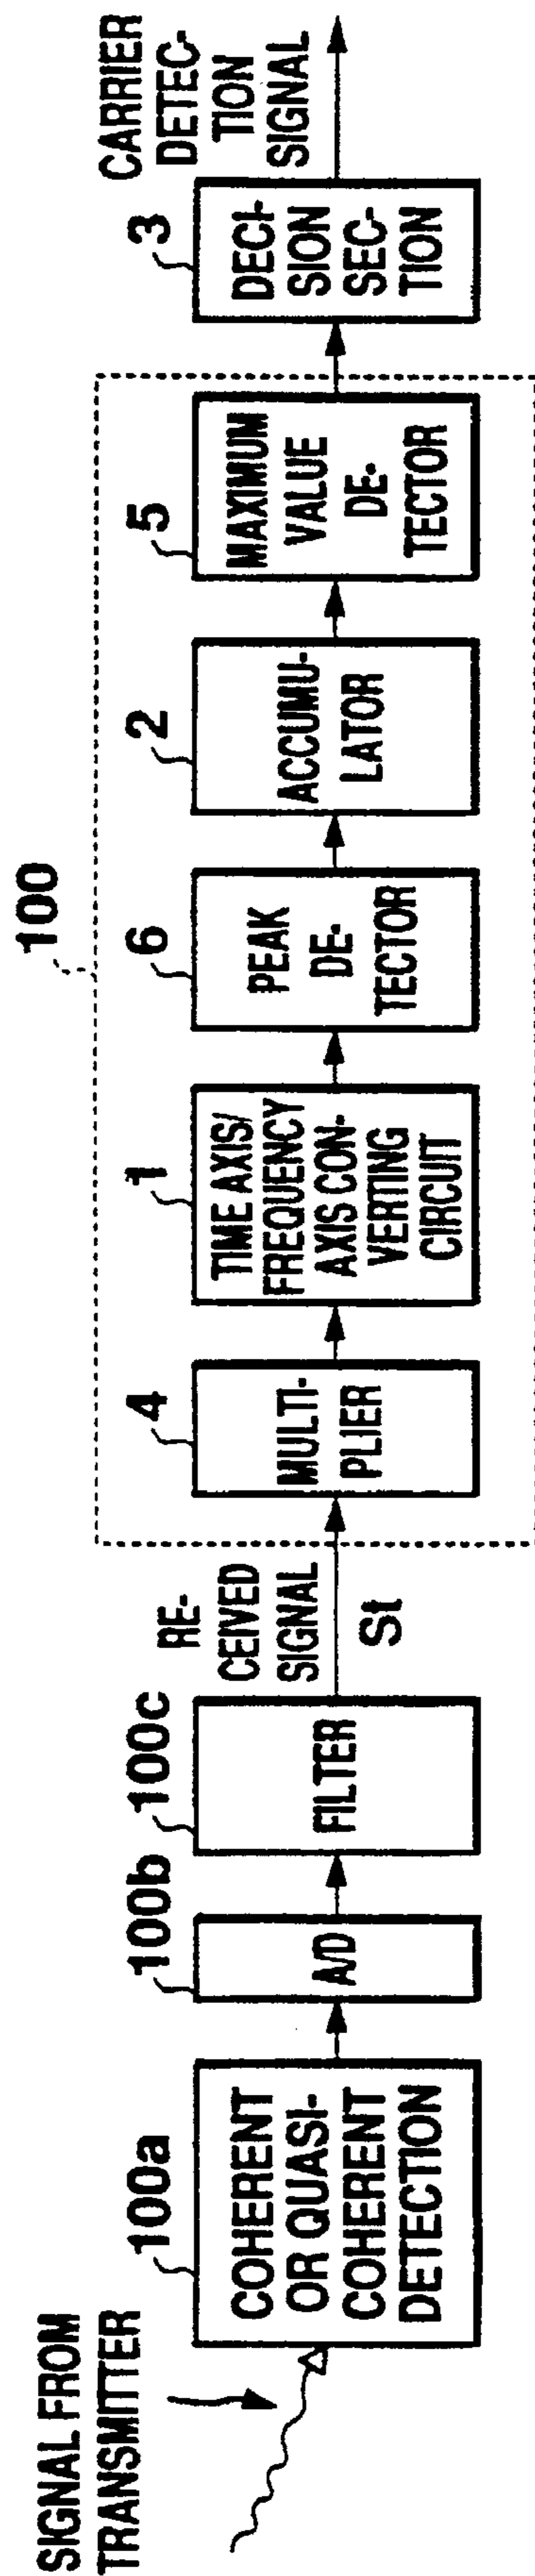 SIGNAL FROM
TRANSMITTER
100a
COHERENT
OR QUASI-
COHERENT
DETECTION
100b
A/D
100c
FILTER
RE-
CEIVED
SIGNAL
St
100
4
MULTI-
PLIER
1
TIME AXIS/
FREQUENCY
AXIS CON-
VERTING
CIRCUIT
6
PEAK
DE-
TECTOR
2
ACCUMU-
LATOR
5
MAXIMUM
VALUE
DE-
TECTOR
3
DECI-
SION
SEC-
TION
CARRIER
DETEC-
TION
SIGNAL